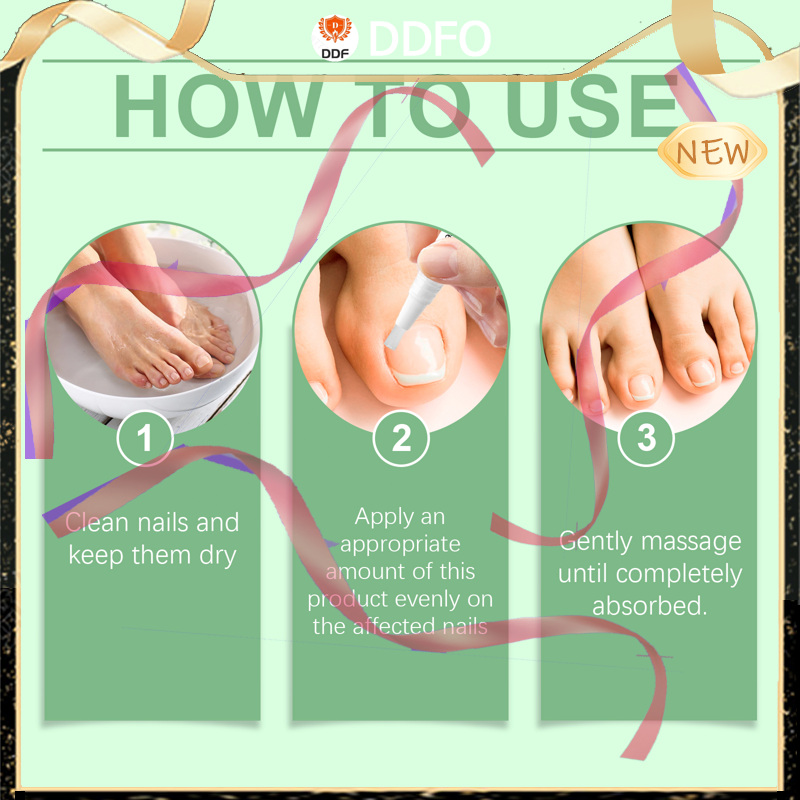 DDF
DDFO
HOW TO USE
NEW
1
Clean nails and
keep them dry
2
Apply an
appropriate
amount of this
product evenly on
the affected nails
3
Gently massage
until completely
absorbed.